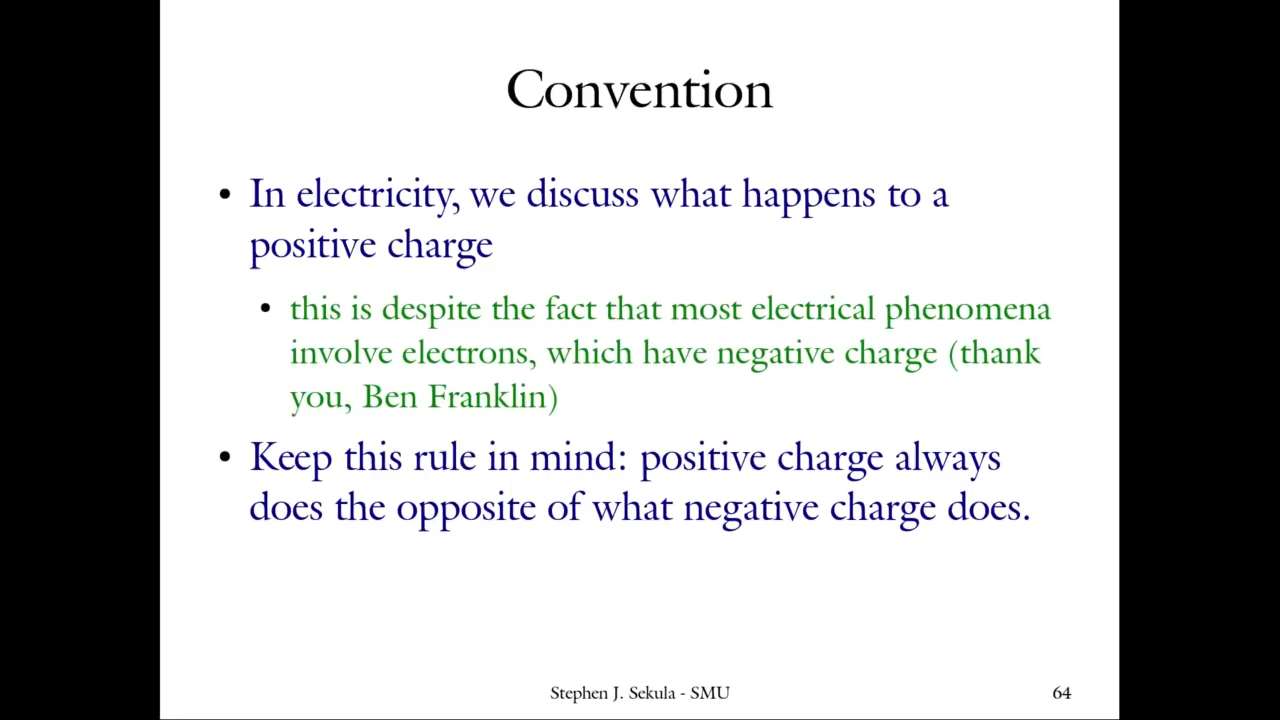 Convention
• In electricity, we discuss what happens to a
positive charge
• this is despite the fact that most electrical phenomena
involve electrons, which have negative charge (thank
you, Ben Franklin)
• Keep this rule in mind: positive charge always
does the opposite of what negative charge does.
Stephen J. Sekula - SMU
64